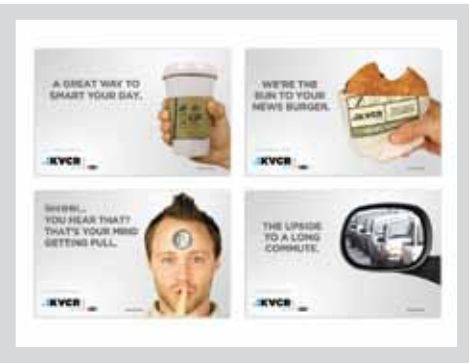 A GREAT WAY TO
SMART YOUR DAY.
KVCR
WE'RE THE
BUN TO YOUR
NEWS BURGER.
KVCR
KVCR
YOU HEAR THAT?
THAT'S YOUR MIND
GETTING FULL.
KVCR
THE UPSIDE
TO A LONG
COMMUTE.
KVCR